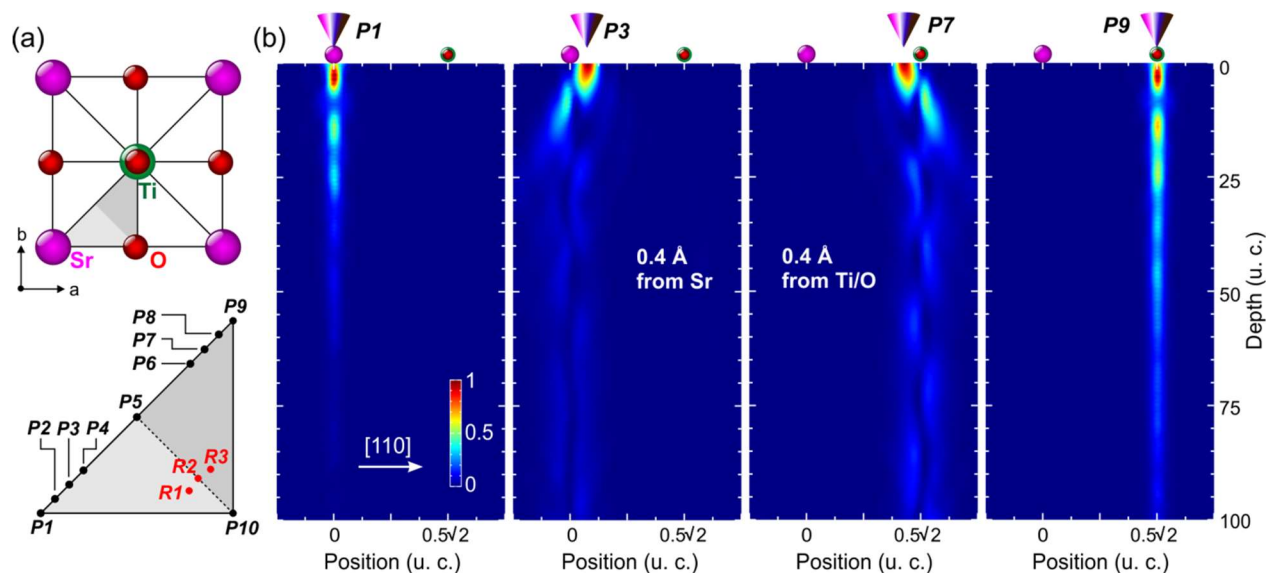 (a)
Ti
Sr
O
b
a
P9
P8
P7
P6
P5
P2
P3
P4
R3
R2
R1
P1
P10
(b)
P1
P3
P7
P9
0.4 Å
from Sr
0.4 Å
from Ti/O
[110]
1
0.5
0
0
25
50
75
100
Depth (u. c.)
0 0.5√2
0 0.5√2
0 0.5√2
0 0.5√2
Position (u. c.)
Position (u. c.)
Position (u. c.)
Position (u. c.)